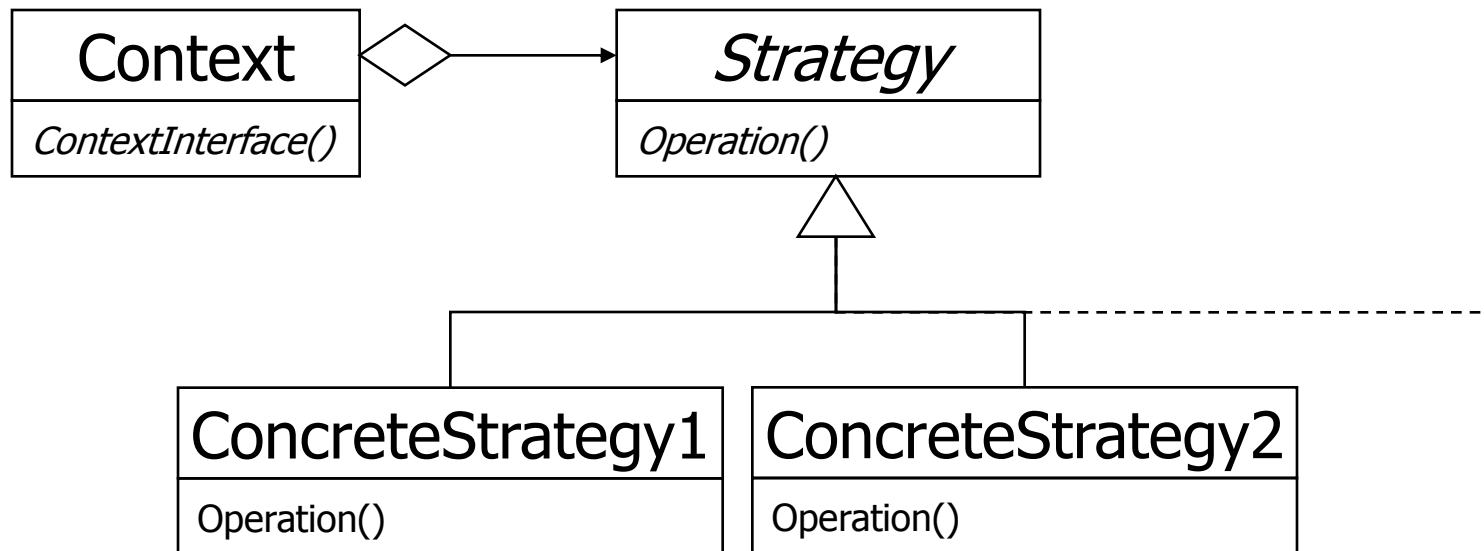 Context
Strategy
ContextInterface()
Operation()
ConcreteStrategy1
ConcreteStrategy2
Operation()
Operation()